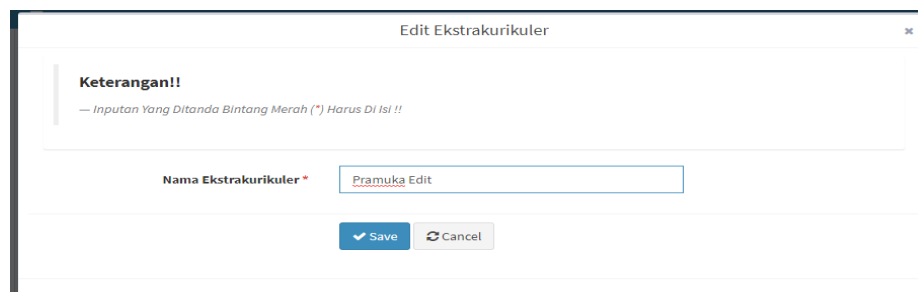 Edit Ekstrakurikuler
Keterangan!!
— Inputan Yang Ditanda Bintang Merah (*) Harus Di Isi !!
Nama Ekstrakurikuler *
Pramuka Edit
Save
Cancel